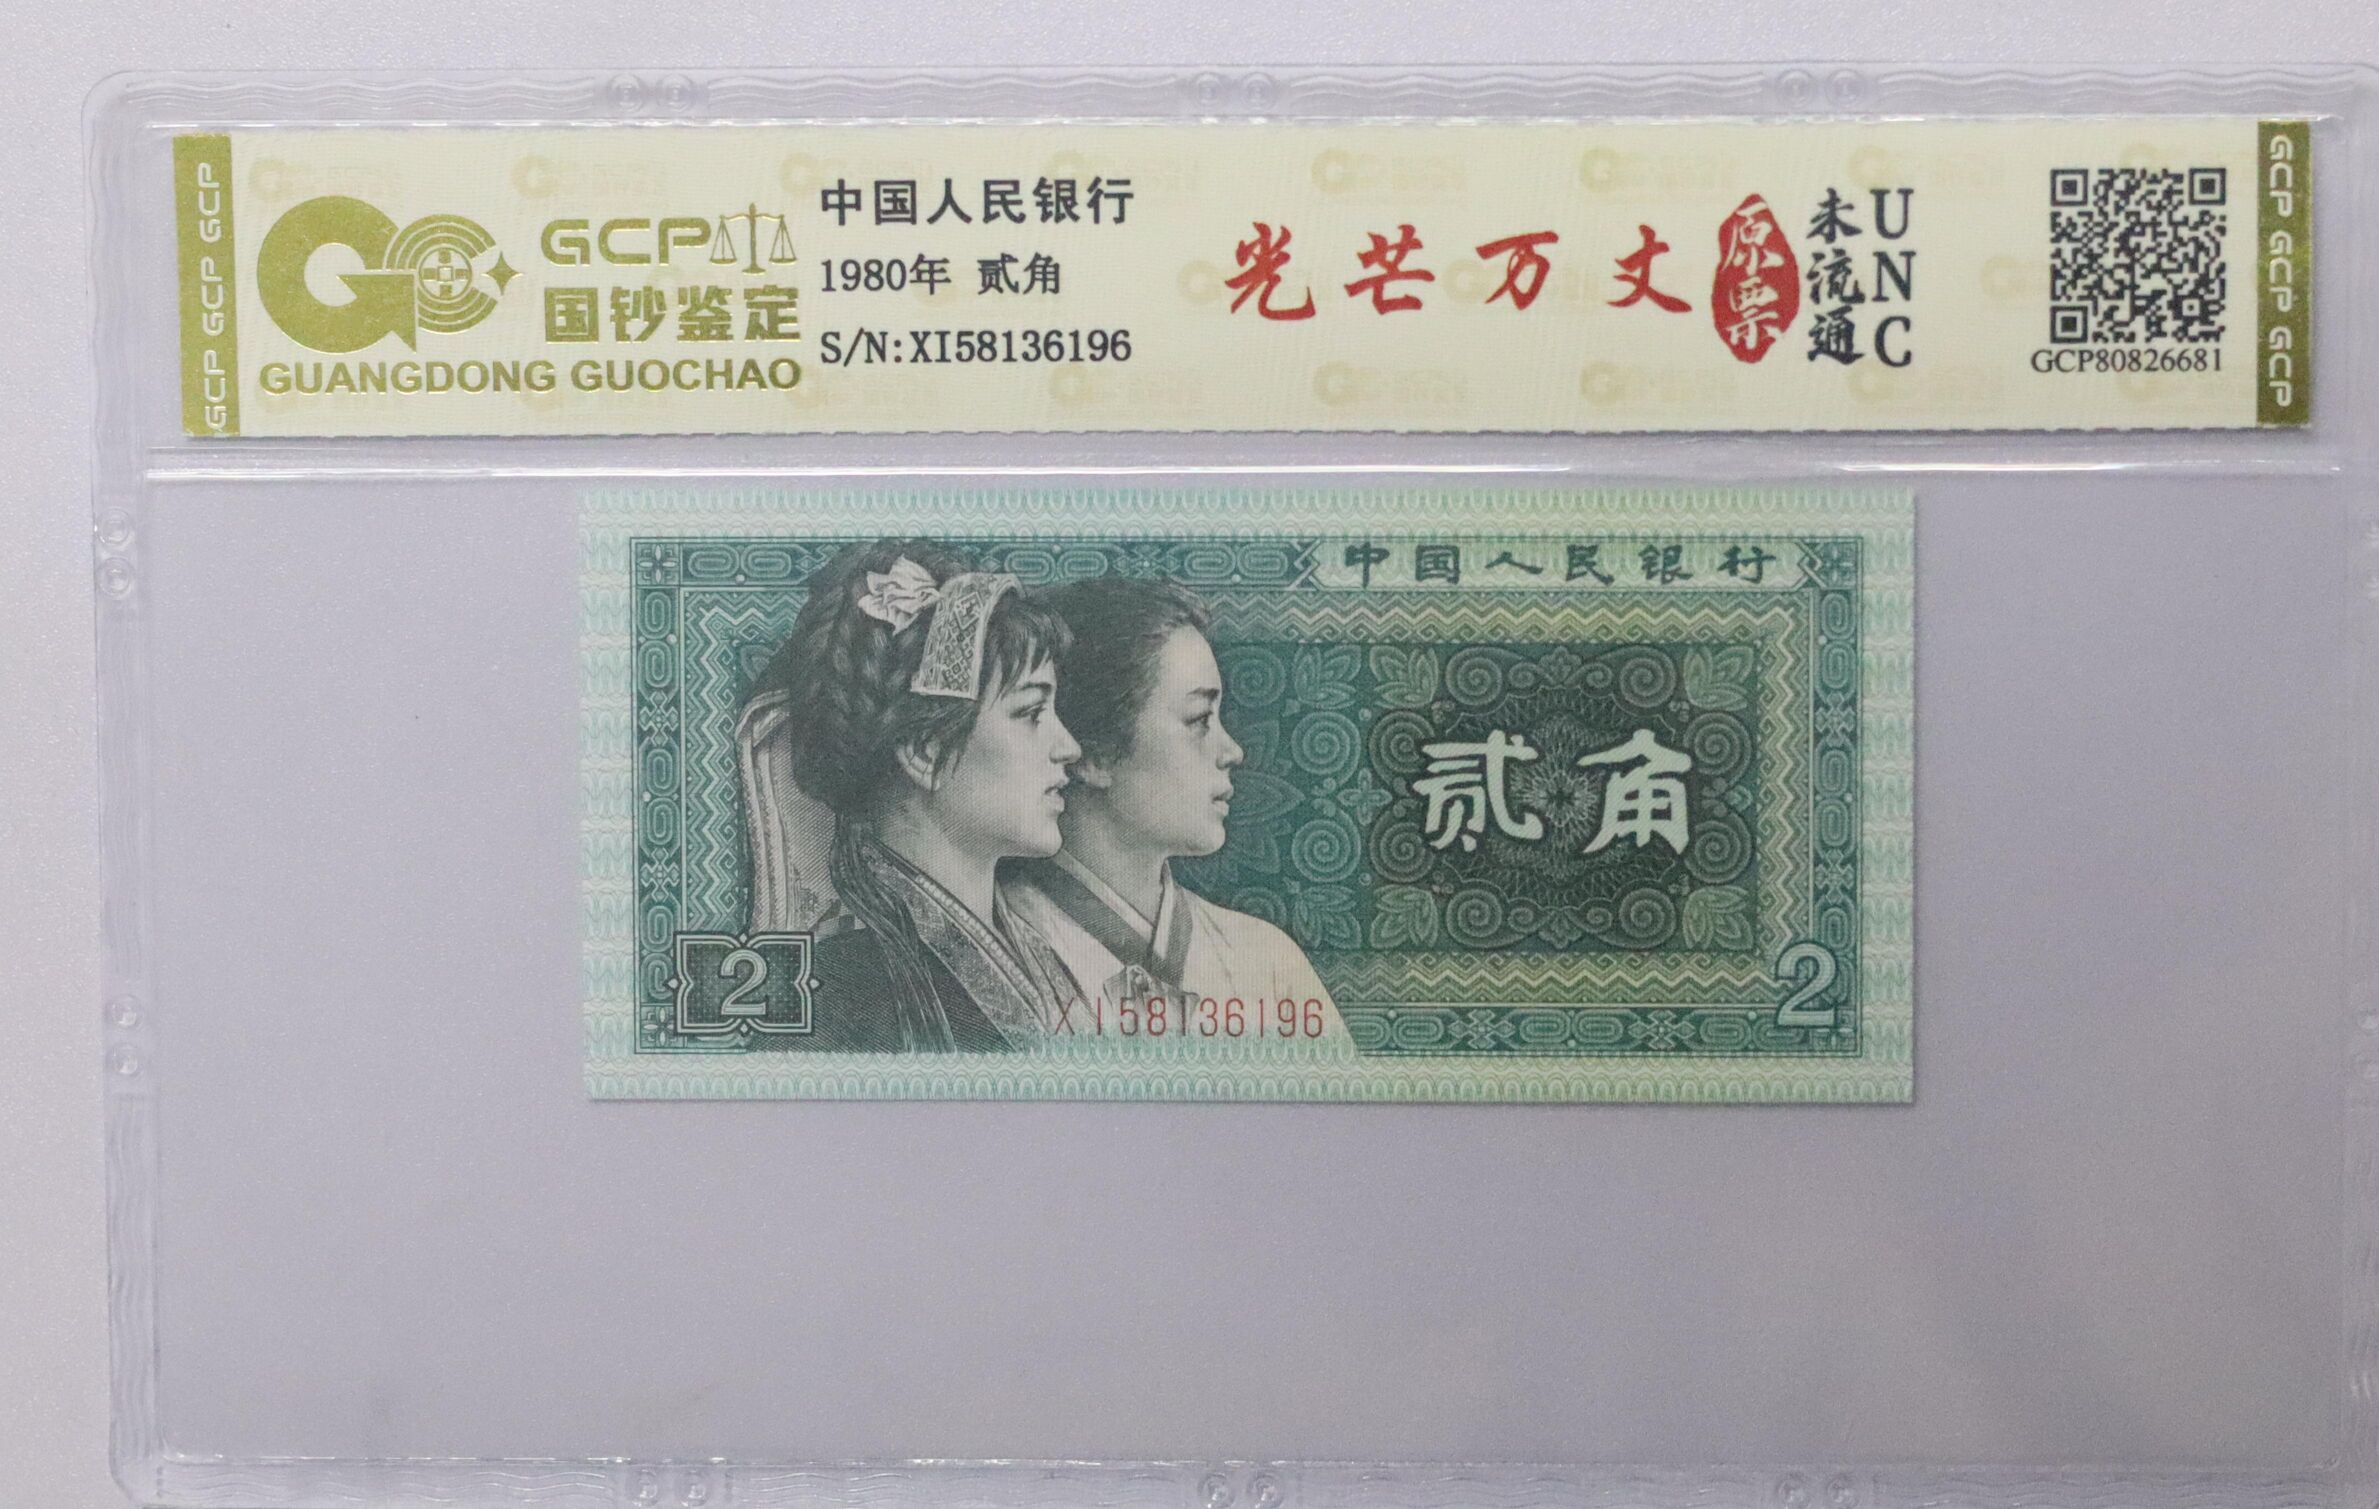 GCP GCP GCP
GCP
国钞鉴定
GUANGDONG GUOCHAO
中国人民银行
1980年 贰角
S/N:XI58136196
光芒万丈
原票
未流通
UNC
GCP80826681
GCP GCP GCP
中国人民银行
贰角
2
XI58136196
2